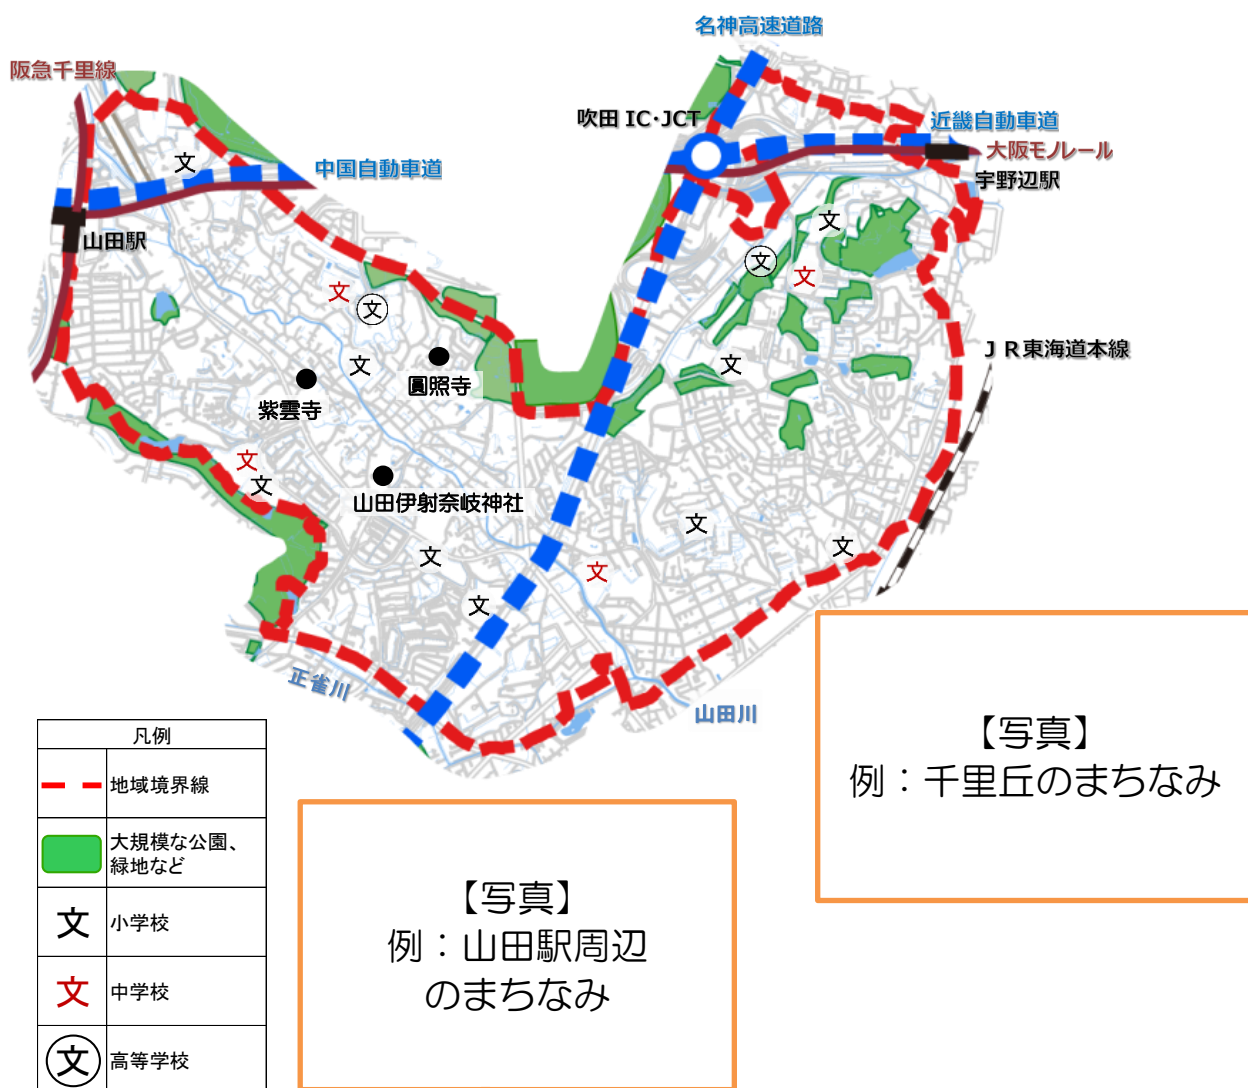 名神高速道路
阪急千里線
吹田 IC・JCT
近畿自動車道
大阪モノレール
中国自動車道
宇野辺駅
文
文
山田駅
文
文
文
文
ＪＲ東海道本線
文
文
圓照寺
紫雲寺
文
文
山田伊射奈岐神社
文
文
文
文
文
正雀川
山田川
【写真】
例：千里丘のまちなみ
凡例
地域境界線
大規模な公園、
緑地など
文 小学校
文 中学校
文 高等学校
【写真】
例：山田駅周辺
のまちなみ